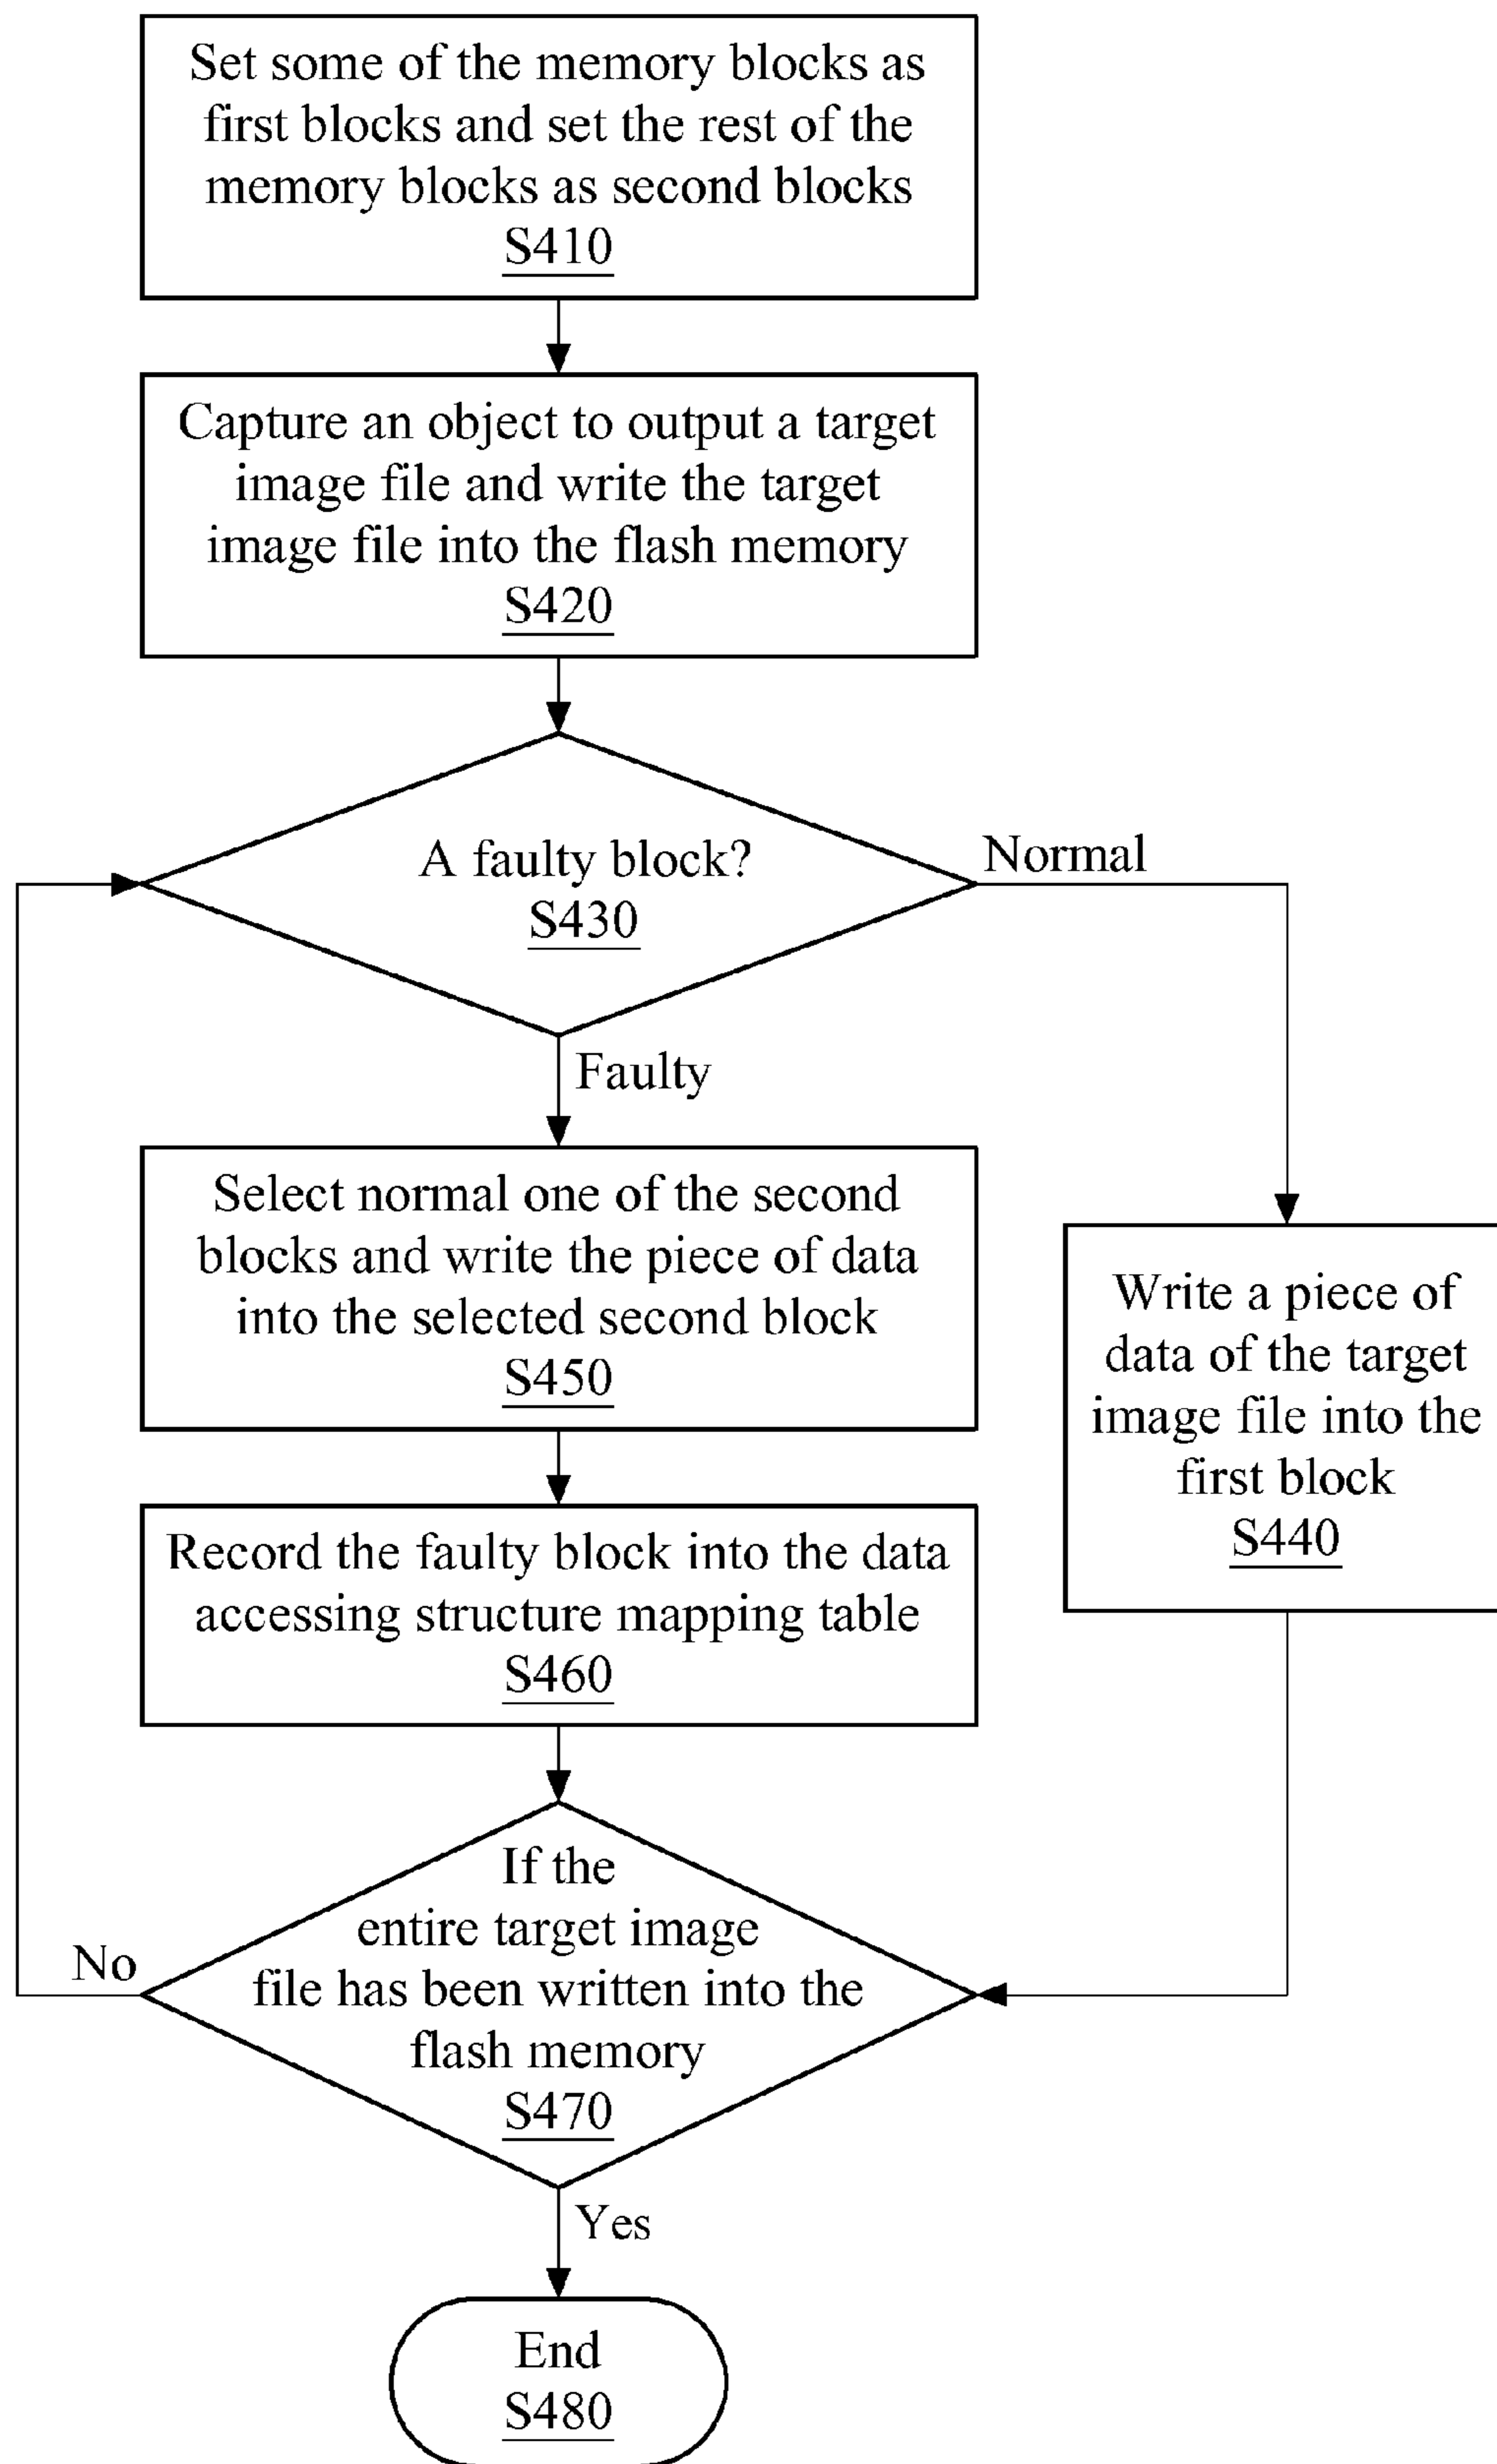 Set some of the memory blocks as
first blocks and set the rest of the
memory blocks as second blocks
S410
Capture an object to output a target
image file and write the target
image file into the flash memory
S420
A faulty block?
S430
Normal
Faulty
Select normal one of the second
blocks and write the piece of data
into the selected second block
S450
Write a piece of
data of the target
image file into the
first block
S440
Record the faulty block into the data
accessing structure mapping table
S460
If the
entire target image
file has been written into the
flash memory
S470
No
Yes
End
S480